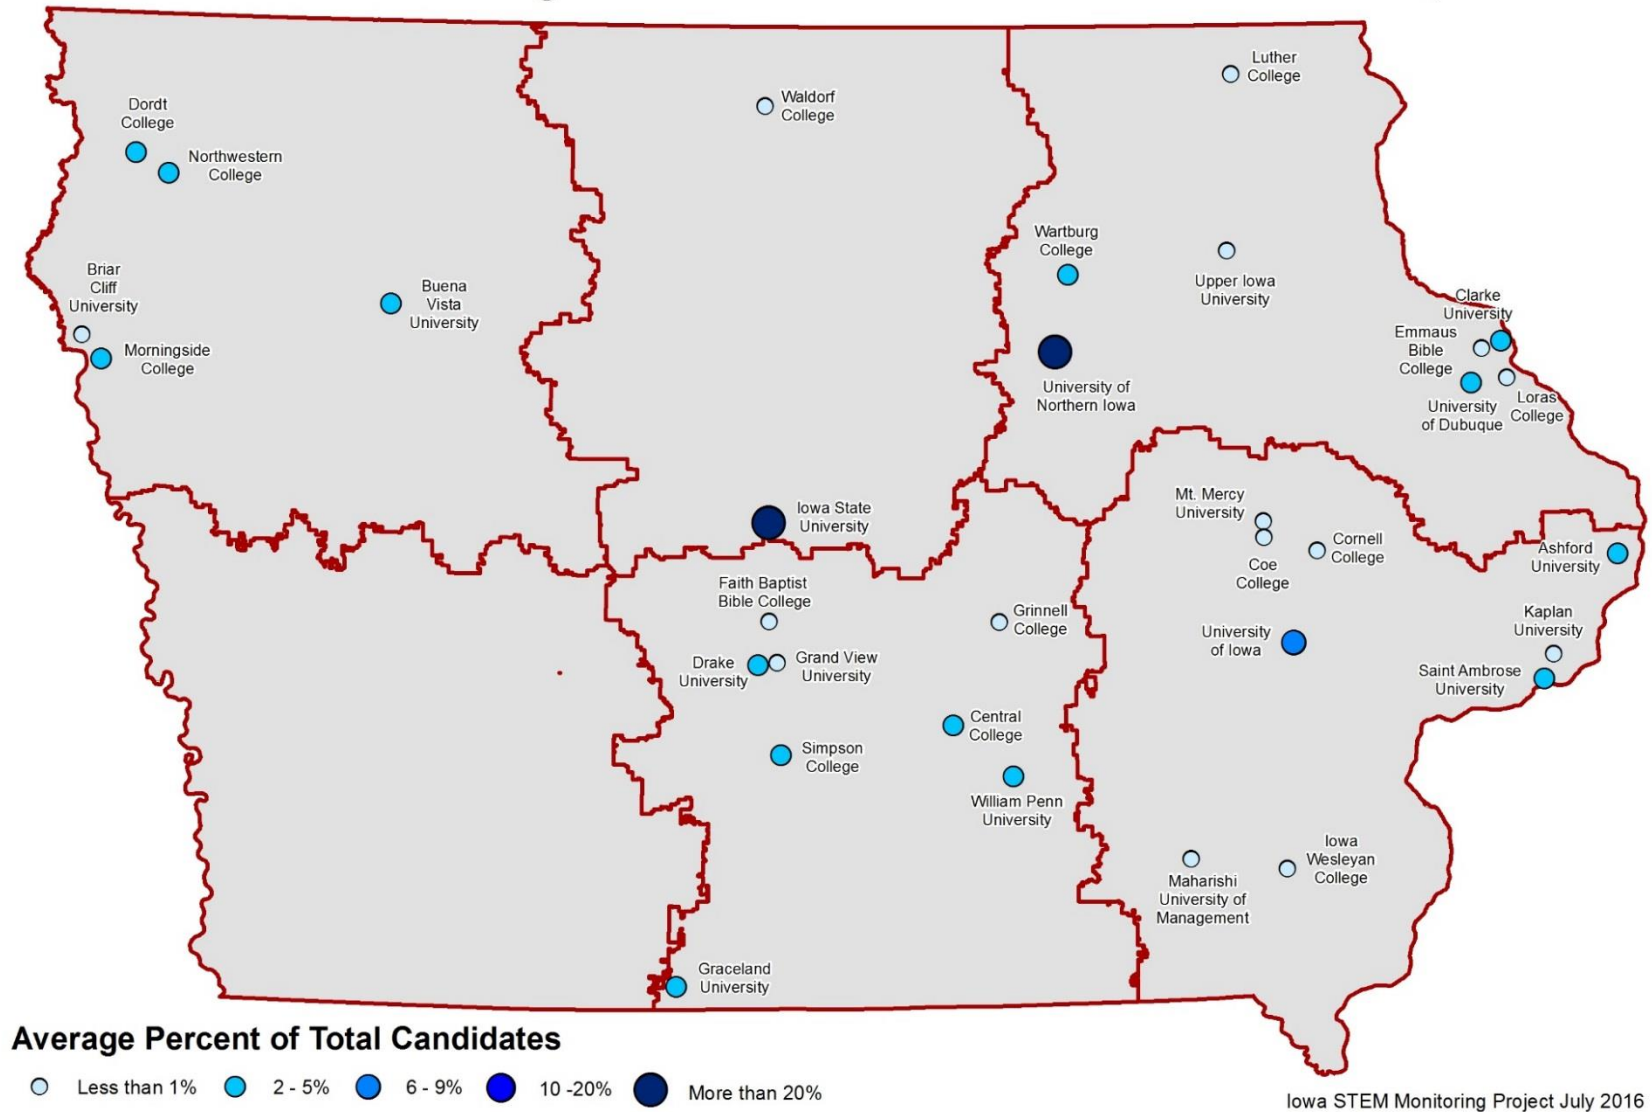 Luther
College
Waldorf
College
Dordt
College
Northwestern
College
Wartburg
College
Briar
Cliff
University
Buena
Vista
University
Upper Iowa
University
Clarke
University
Emmaus
Bible
College
Morningside
College
University of
Northern Iowa
Loras
College
University
of Dubuque
Mt. Mercy
University
Iowa State
University
Cornell
College
Ashford
University
Coe
College
Faith Baptist
Bible College
Grinnell
College
Kaplan
University
University
of Iowa
Drake
University
Grand View
University
Saint Ambrose
University
Central
College
Simpson
College
William Penn
University
Iowa
Wesleyan
College
Maharishi
University of
Management
Graceland
University
Average Percent of Total Candidates
Less than 1% 2 - 5% 6 - 9% 10 -20% More than 20%
Iowa STEM Monitoring Project July 2016